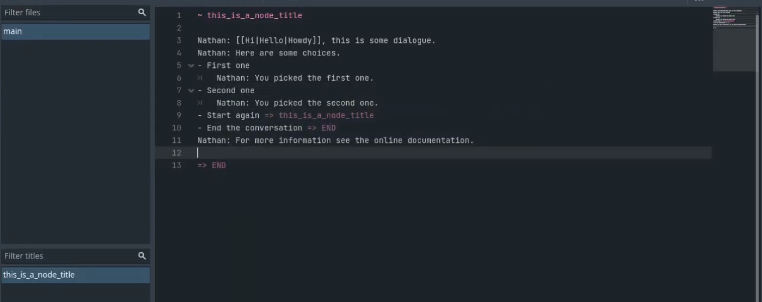 Filter files
main
Filter titles
this_is_a_node_title
1 ~ this_is_a_node_title
2
3 Nathan: [[Hi|Hello|Howdy]], this is some dialogue.
4 Nathan: Here are some choices.
5 - First one
6 Nathan: You picked the first one.
7 - Second one
8 Nathan: You picked the second one.
9 - Start again => this_is_a_node_title
10 - End the conversation => END
11 Nathan: For more information see the online documentation.
12
13 => END